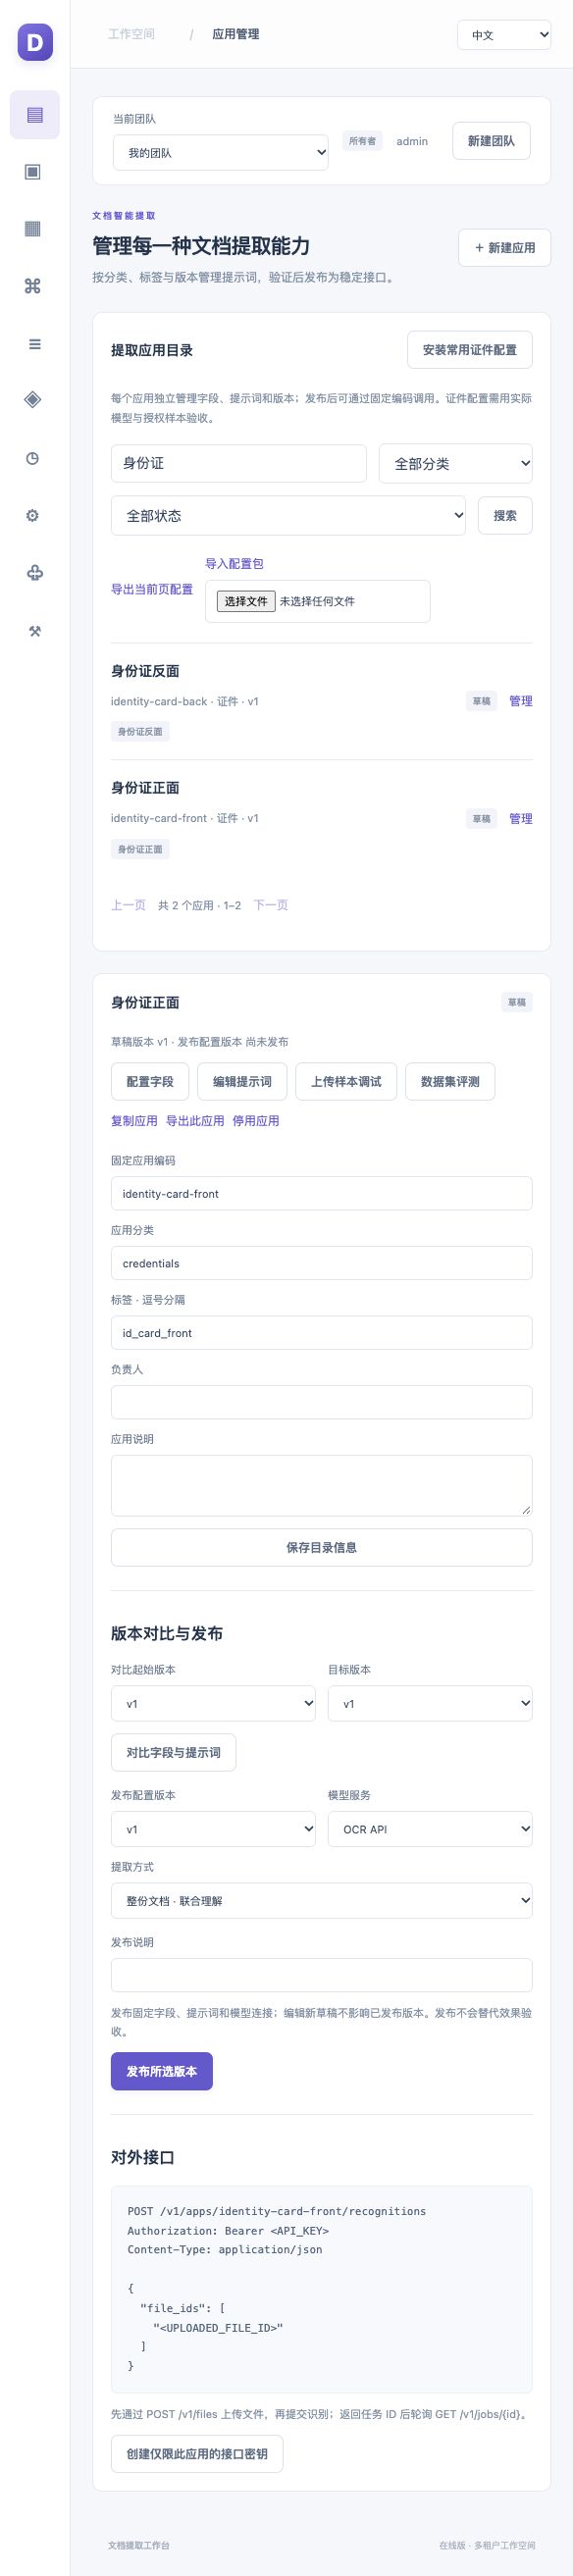 D
工作空间 / 应用管理
中文
当前团队
我的团队
所有者 admin
新建团队
文档智能提取
管理每一种文档提取能力
+ 新建应用
按分类、标签与版本管理提示词，验证后发布为稳定接口。
提取应用目录
安装常用证件配置
每个应用独立管理字段、提示词和版本；发布后可通过固定编码调用。证件配置需用实际
模型与授权样本验收。
身份证
全部分类
全部状态
搜索
导出当前页配置
导入配置包
选择文件 未选择任何文件
身份证反面
identity-card-back · 证件 · v1
草稿 管理
身份证反面
身份证正面
identity-card-front · 证件 · v1
草稿 管理
身份证正面
上一页 共 2 个应用 · 1–2 下一页
身份证正面
草稿
草稿版本 v1 · 发布配置版本 尚未发布
配置字段 编辑提示词 上传样本调试 数据集评测
复制应用 导出此应用 停用应用
固定应用编码
identity-card-front
应用分类
credentials
标签 · 逗号分隔
id_card_front
负责人
应用说明
保存目录信息
版本对比与发布
对比起始版本 目标版本
v1 v1
对比字段与提示词
发布配置版本 模型服务
v1 OCR API
提取方式
整份文档 · 联合理解
发布说明
发布固定字段、提示词和模型连接；编辑新草稿不影响已发布版本。发布不会替代效果验
收。
发布所选版本
对外接口
POST /v1/apps/identity-card-front/recognitions
Authorization: Bearer <API_KEY>
Content-Type: application/json
{
"file_ids": [
"<UPLOADED_FILE_ID>"
]
}
先通过 POST /v1/files 上传文件，再提交识别；返回任务 ID 后轮询 GET /v1/jobs/{id}。
创建仅限此应用的接口密钥
文档提取工作台
在线版 · 多租户工作空间